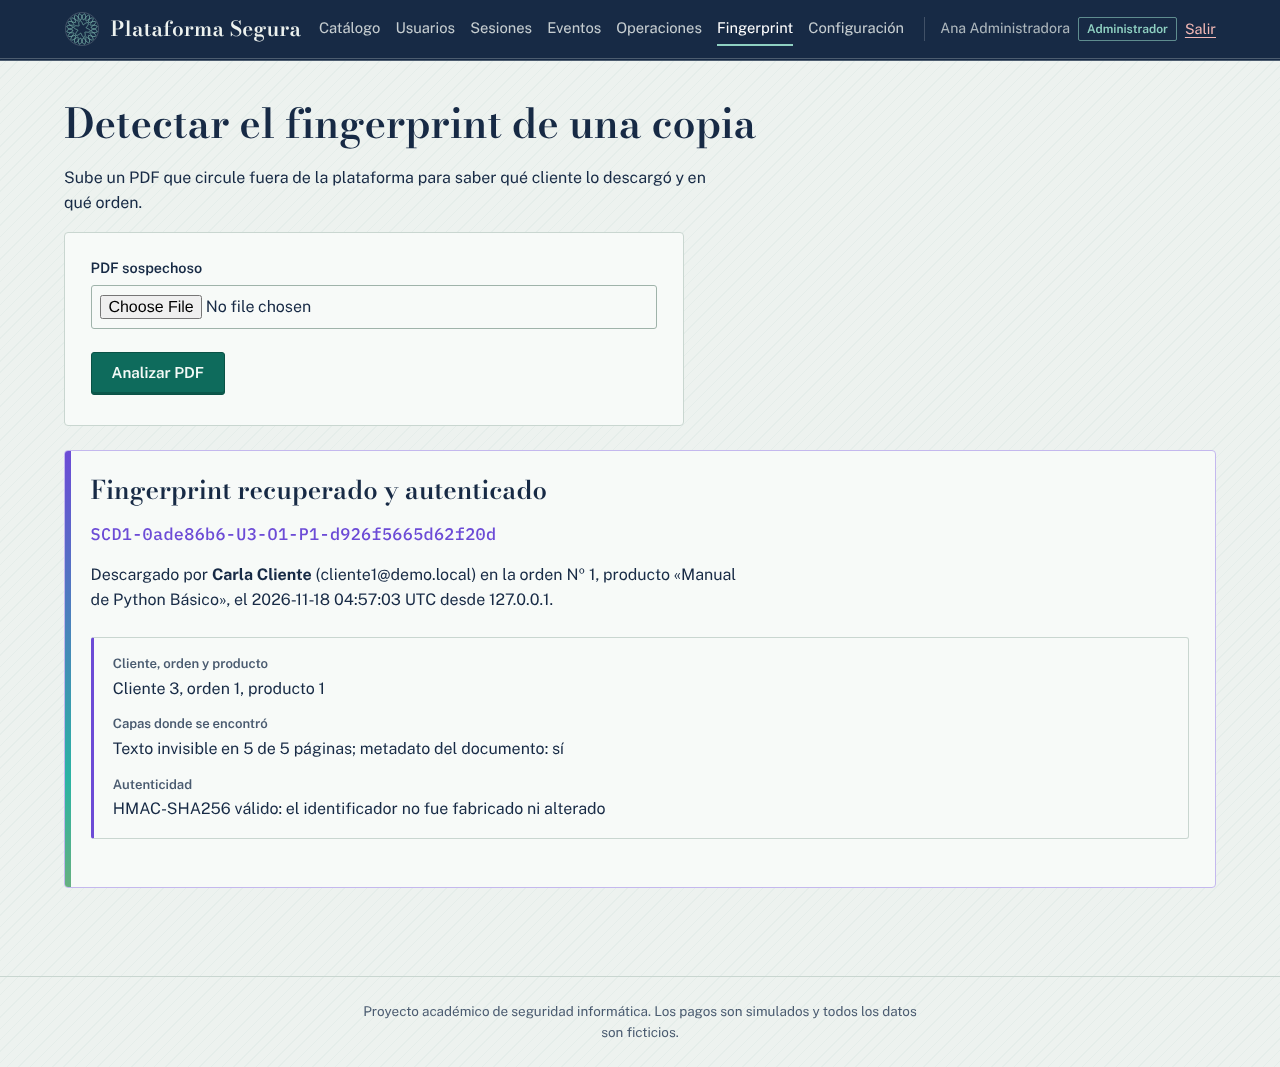 Plataforma Segura
Catálogo
Usuarios
Sesiones
Eventos
Operaciones
Fingerprint
Configuración
Ana Administradora
Administrador
Salir
Detectar el fingerprint de una copia
Sube un PDF que circule fuera de la plataforma para saber qué cliente lo descargó y en
qué orden.
PDF sospechoso
Choose File No file chosen
Analizar PDF
Fingerprint recuperado y autenticado
SCD1-0ade86b6-U3-O1-P1-d926f5665d62f20d
Descargado por Carla Cliente (cliente1@demo.local) en la orden Nº 1, producto «Manual
de Python Básico», el 2026-11-18 04:57:03 UTC desde 127.0.0.1.
Cliente, orden y producto
Cliente 3, orden 1, producto 1
Capas donde se encontró
Texto invisible en 5 de 5 páginas; metadato del documento: sí
Autenticidad
HMAC-SHA256 válido: el identificador no fue fabricado ni alterado
Proyecto académico de seguridad informática. Los pagos son simulados y todos los datos
son ficticios.